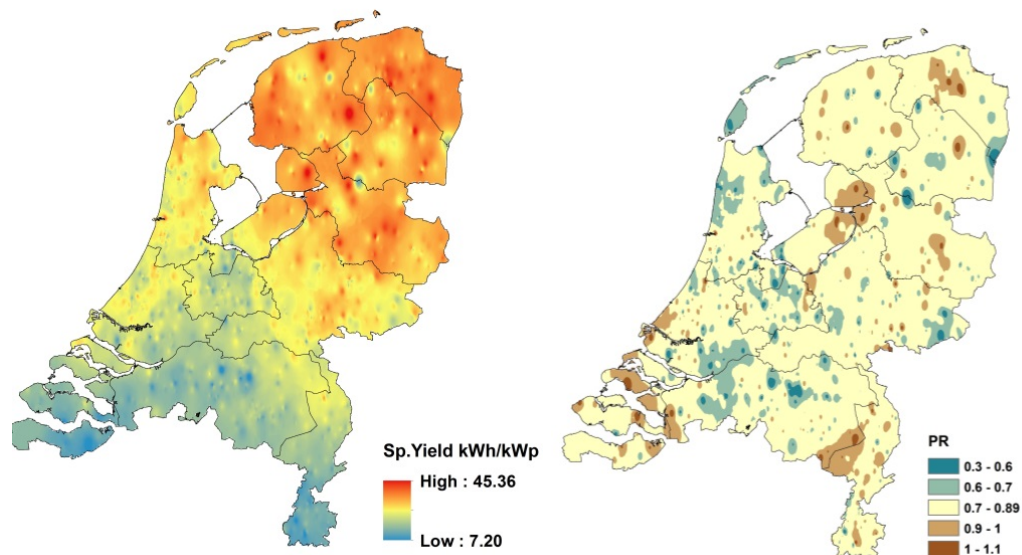 Sp.Yield kWh/kWp
High : 45.36
Low : 7.20
PR
0.3 - 0.6
0.6 - 0.7
0.7 - 0.89
0.9 - 1
1 - 1.1